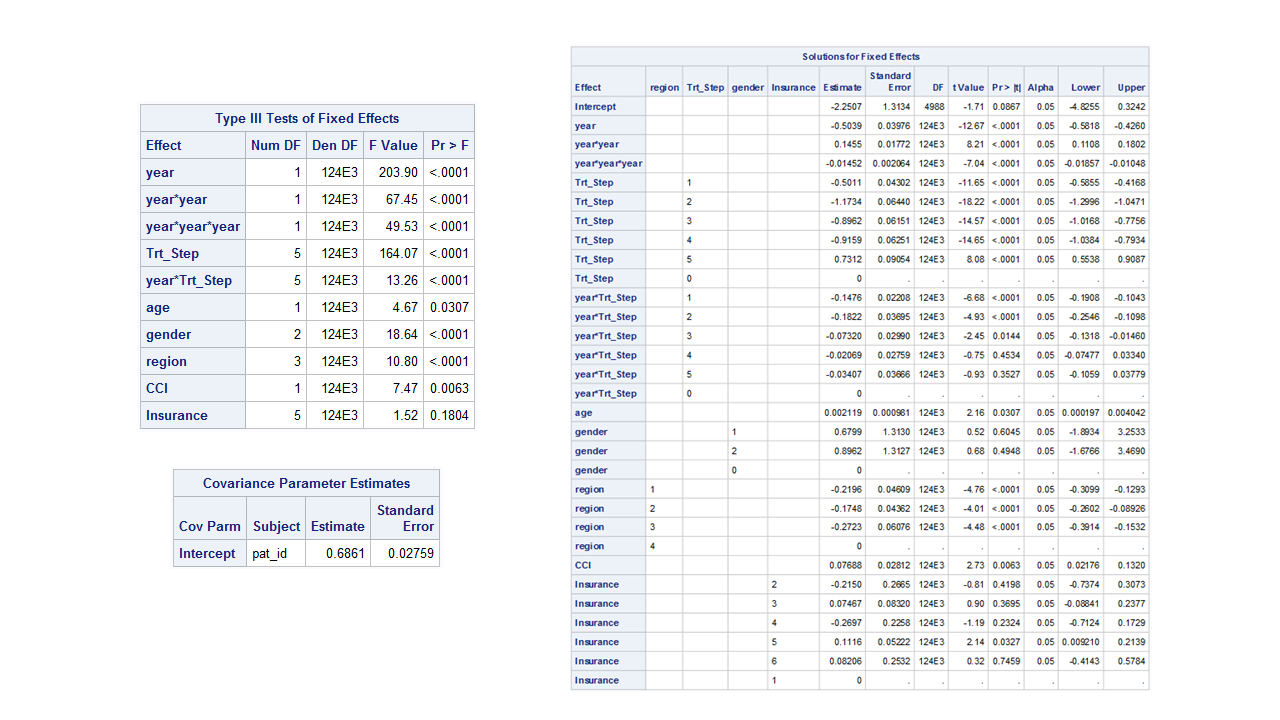 Type III Tests of Fixed Effects
Effect Num DF Den DF F Value Pr > F
year 1 124E3 203.90 <.0001
year*year 1 124E3 67.45 <.0001
year*year*year 1 124E3 49.53 <.0001
Trt_Step 5 124E3 164.07 <.0001
year*Trt_Step 5 124E3 13.26 <.0001
age 1 124E3 4.67 0.0307
gender 2 124E3 18.64 <.0001
region 3 124E3 10.80 <.0001
CCI 1 124E3 7.47 0.0063
Insurance 5 124E3 1.52 0.1804
Covariance Parameter Estimates
Cov Parm Subject Estimate Standard Error
Intercept pat_id 0.6861 0.02759
Solutions for Fixed Effects
Effect region Trt_Step gender Insurance Estimate Standard Error DF t Value Pr > |t| Alpha Lower Upper
Intercept -2.2507 1.3134 4988 -1.71 0.0867 0.05 -4.8255 0.3242
year -0.5039 0.03976 124E3 -12.67 <.0001 0.05 -0.5818 -0.4260
year*year 0.1455 0.01772 124E3 8.21 <.0001 0.05 0.1108 0.1802
year*year*year -0.01452 0.002064 124E3 -7.04 <.0001 0.05 -0.01857 -0.01048
Trt_Step 1 -0.5011 0.04302 124E3 -11.65 <.0001 0.05 -0.5855 -0.4168
Trt_Step 2 -1.1734 0.06440 124E3 -18.22 <.0001 0.05 -1.2996 -1.0471
Trt_Step 3 -0.8962 0.06151 124E3 -14.57 <.0001 0.05 -1.0168 -0.7756
Trt_Step 4 -0.9159 0.06251 124E3 -14.65 <.0001 0.05 -1.0384 -0.7934
Trt_Step 5 0.7312 0.09054 124E3 8.08 <.0001 0.05 0.5538 0.9087
Trt_Step 0 0 . . . . . . .
year*Trt_Step 1 -0.1476 0.02208 124E3 -6.68 <.0001 0.05 -0.1908 -0.1043
year*Trt_Step 2 -0.1822 0.03695 124E3 -4.93 <.0001 0.05 -0.2546 -0.1098
year*Trt_Step 3 -0.07320 0.02990 124E3 -2.45 0.0144 0.05 -0.1318 -0.01460
year*Trt_Step 4 -0.02069 0.02759 124E3 -0.75 0.4534 0.05 -0.07477 0.03340
year*Trt_Step 5 -0.03407 0.03666 124E3 -0.93 0.3527 0.05 -0.1059 0.03779
year*Trt_Step 0 0 . . . . . . .
age 0.002119 0.000981 124E3 2.16 0.0307 0.05 0.000197 0.004042
gender 1 0.6799 1.3130 124E3 0.52 0.6045 0.05 -1.8934 3.2533
gender 2 0.8962 1.3127 124E3 0.68 0.4948 0.05 -1.6766 3.4690
gender 0 0 . . . . . . .
region 1 -0.2196 0.04609 124E3 -4.76 <.0001 0.05 -0.3099 -0.1293
region 2 -0.1748 0.04362 124E3 -4.01 <.0001 0.05 -0.2602 -0.08926
region 3 -0.2723 0.06076 124E3 -4.48 <.0001 0.05 -0.3914 -0.1532
region 4 0 . . . . . . .
CCI 0.07688 0.02812 124E3 2.73 0.0063 0.05 0.02176 0.1320
Insurance 2 -0.2150 0.2665 124E3 -0.81 0.4198 0.05 -0.7374 0.3073
Insurance 3 0.07467 0.08320 124E3 0.90 0.3695 0.05 -0.08841 0.2377
Insurance 4 -0.2697 0.2258 124E3 -1.19 0.2324 0.05 -0.7124 0.1729
Insurance 5 0.1116 0.05222 124E3 2.14 0.0327 0.05 0.009210 0.2139
Insurance 6 0.08206 0.2532 124E3 0.32 0.7459 0.05 -0.4143 0.5784
Insurance 1 0 . . . . . . .